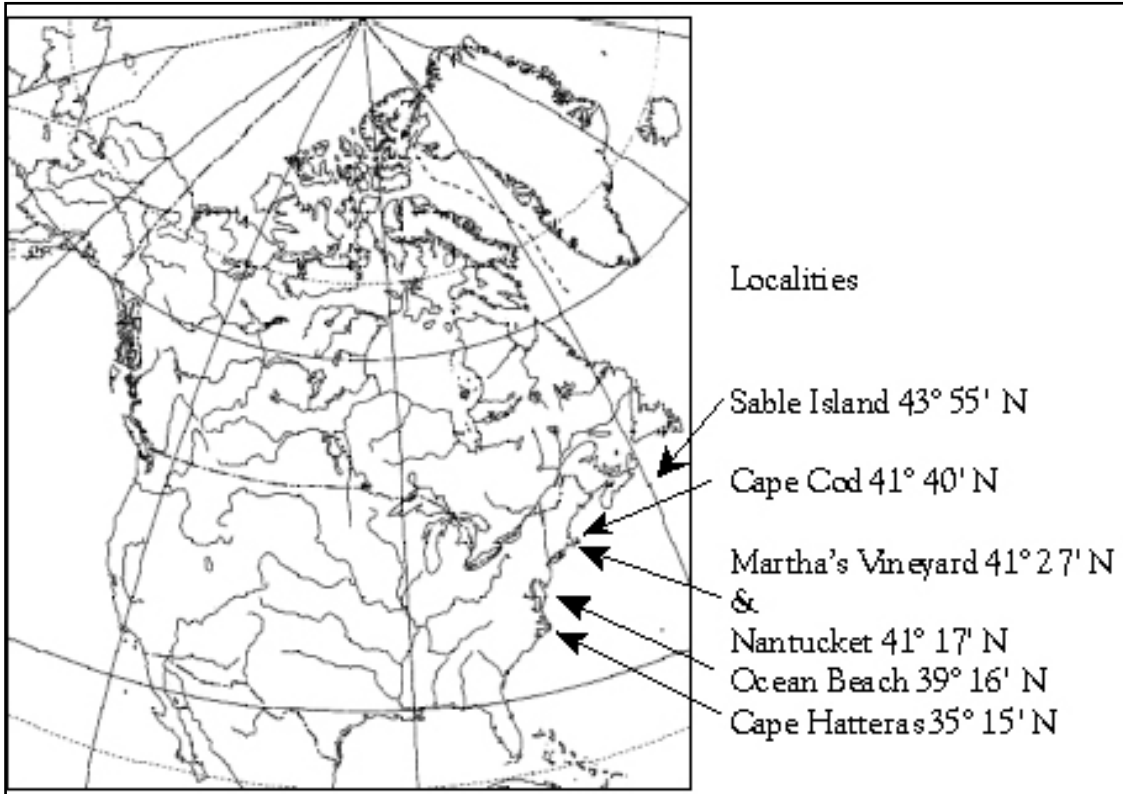 Localities
Sable Island 43° 55' N
Cape Cod 41° 40' N
Martha's Vineyard 41° 27' N
&
Nantucket 41° 17' N
Ocean Beach 39° 16' N
Cape Hatteras 35° 15' N